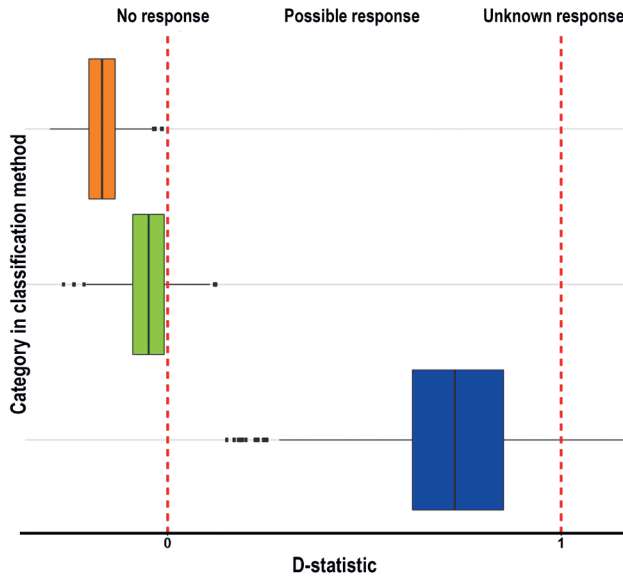 No response
Possible response
Unknown response
Category in classification method
0
1
D-statistic